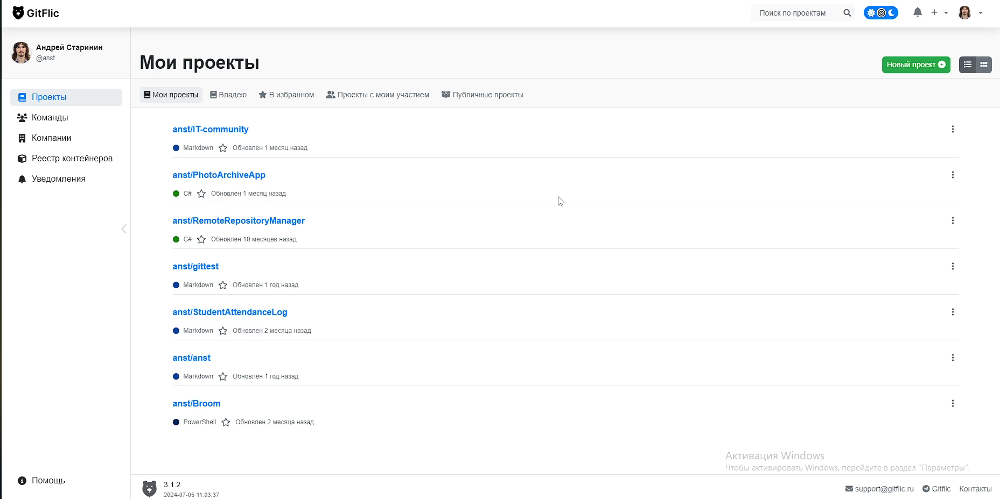 GitFlic
Поиск по проектам
Андрей Старинин
@anst
Мои проекты
Новый проект
Проекты
Команды
Компании
Реестр контейнеров
Уведомления
Помощь
Мои проекты Владею В избранном Проекты с моим участием Публичные проекты
anst/IT-community
Markdown Обновлен 1 месяц назад
anst/PhotoArchiveApp
C# Обновлен 1 месяц назад
anst/RemoteRepositoryManager
C# Обновлен 10 месяцев назад
anst/gittest
Markdown Обновлен 1 год назад
anst/StudentAttendanceLog
Markdown Обновлен 2 месяца назад
anst/anst
Markdown Обновлен 1 год назад
anst/Broom
PowerShell Обновлен 2 месяца назад
Активация Windows
Чтобы активировать Windows, перейдите в раздел "Параметры".
3.1.2
2024-07-05 11:03:37
support@gitflic.ru Gitflic Контакты